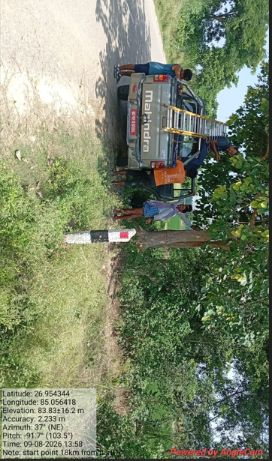 Mahindra
Latitude: 26.954344
Longitude: 85.056418
Elevation: 83.83±16.2 m
Accuracy: 2,233 m
Azimuth: 37° (NE)
Pitch: -91.7° (103.5°)
Time: 09-08-2026 13:58
Note: start point 18km from
Powered by